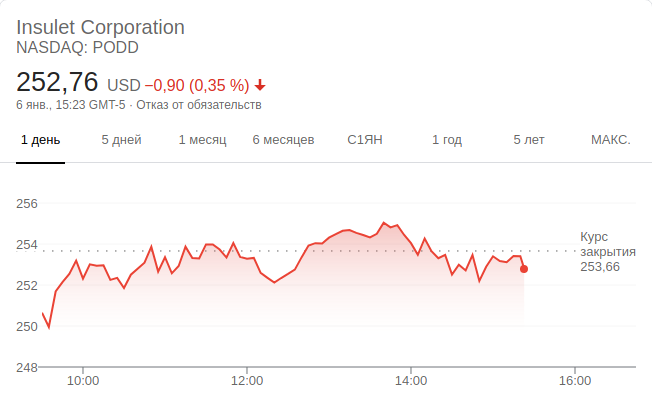 Insulet Corporation
NASDAQ: PODD
252,76 USD −0,90 (0,35 %)
6 янв., 15:23 GMT-5 · Отказ от обязательств
1 день 5 дней 1 месяц 6 месяцев С1ЯН 1 год 5 лет МАКС.
256
254
252
250
248
Курс
закрытия
253,66
10:00 12:00 14:00 16:00